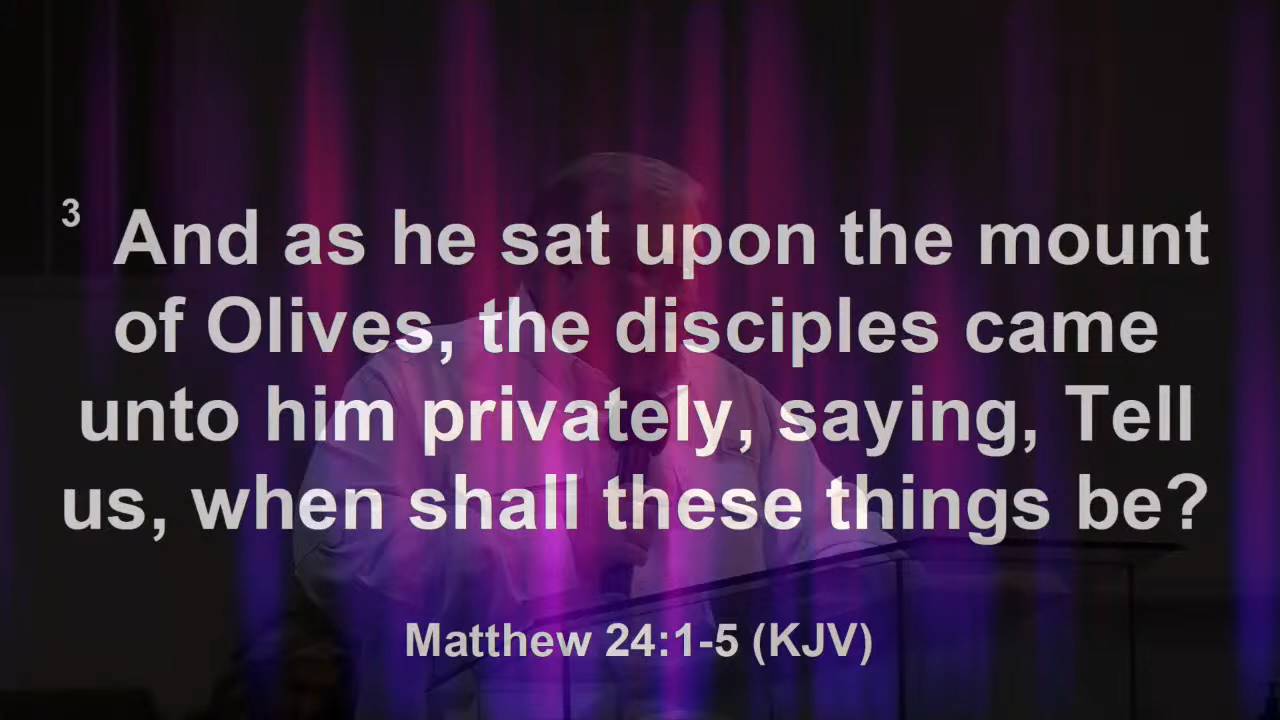 3 And as he sat upon the mount
of Olives, the disciples came
unto him privately, saying, Tell
us, when shall these things be?
Matthew 24:1-5 (KJV)